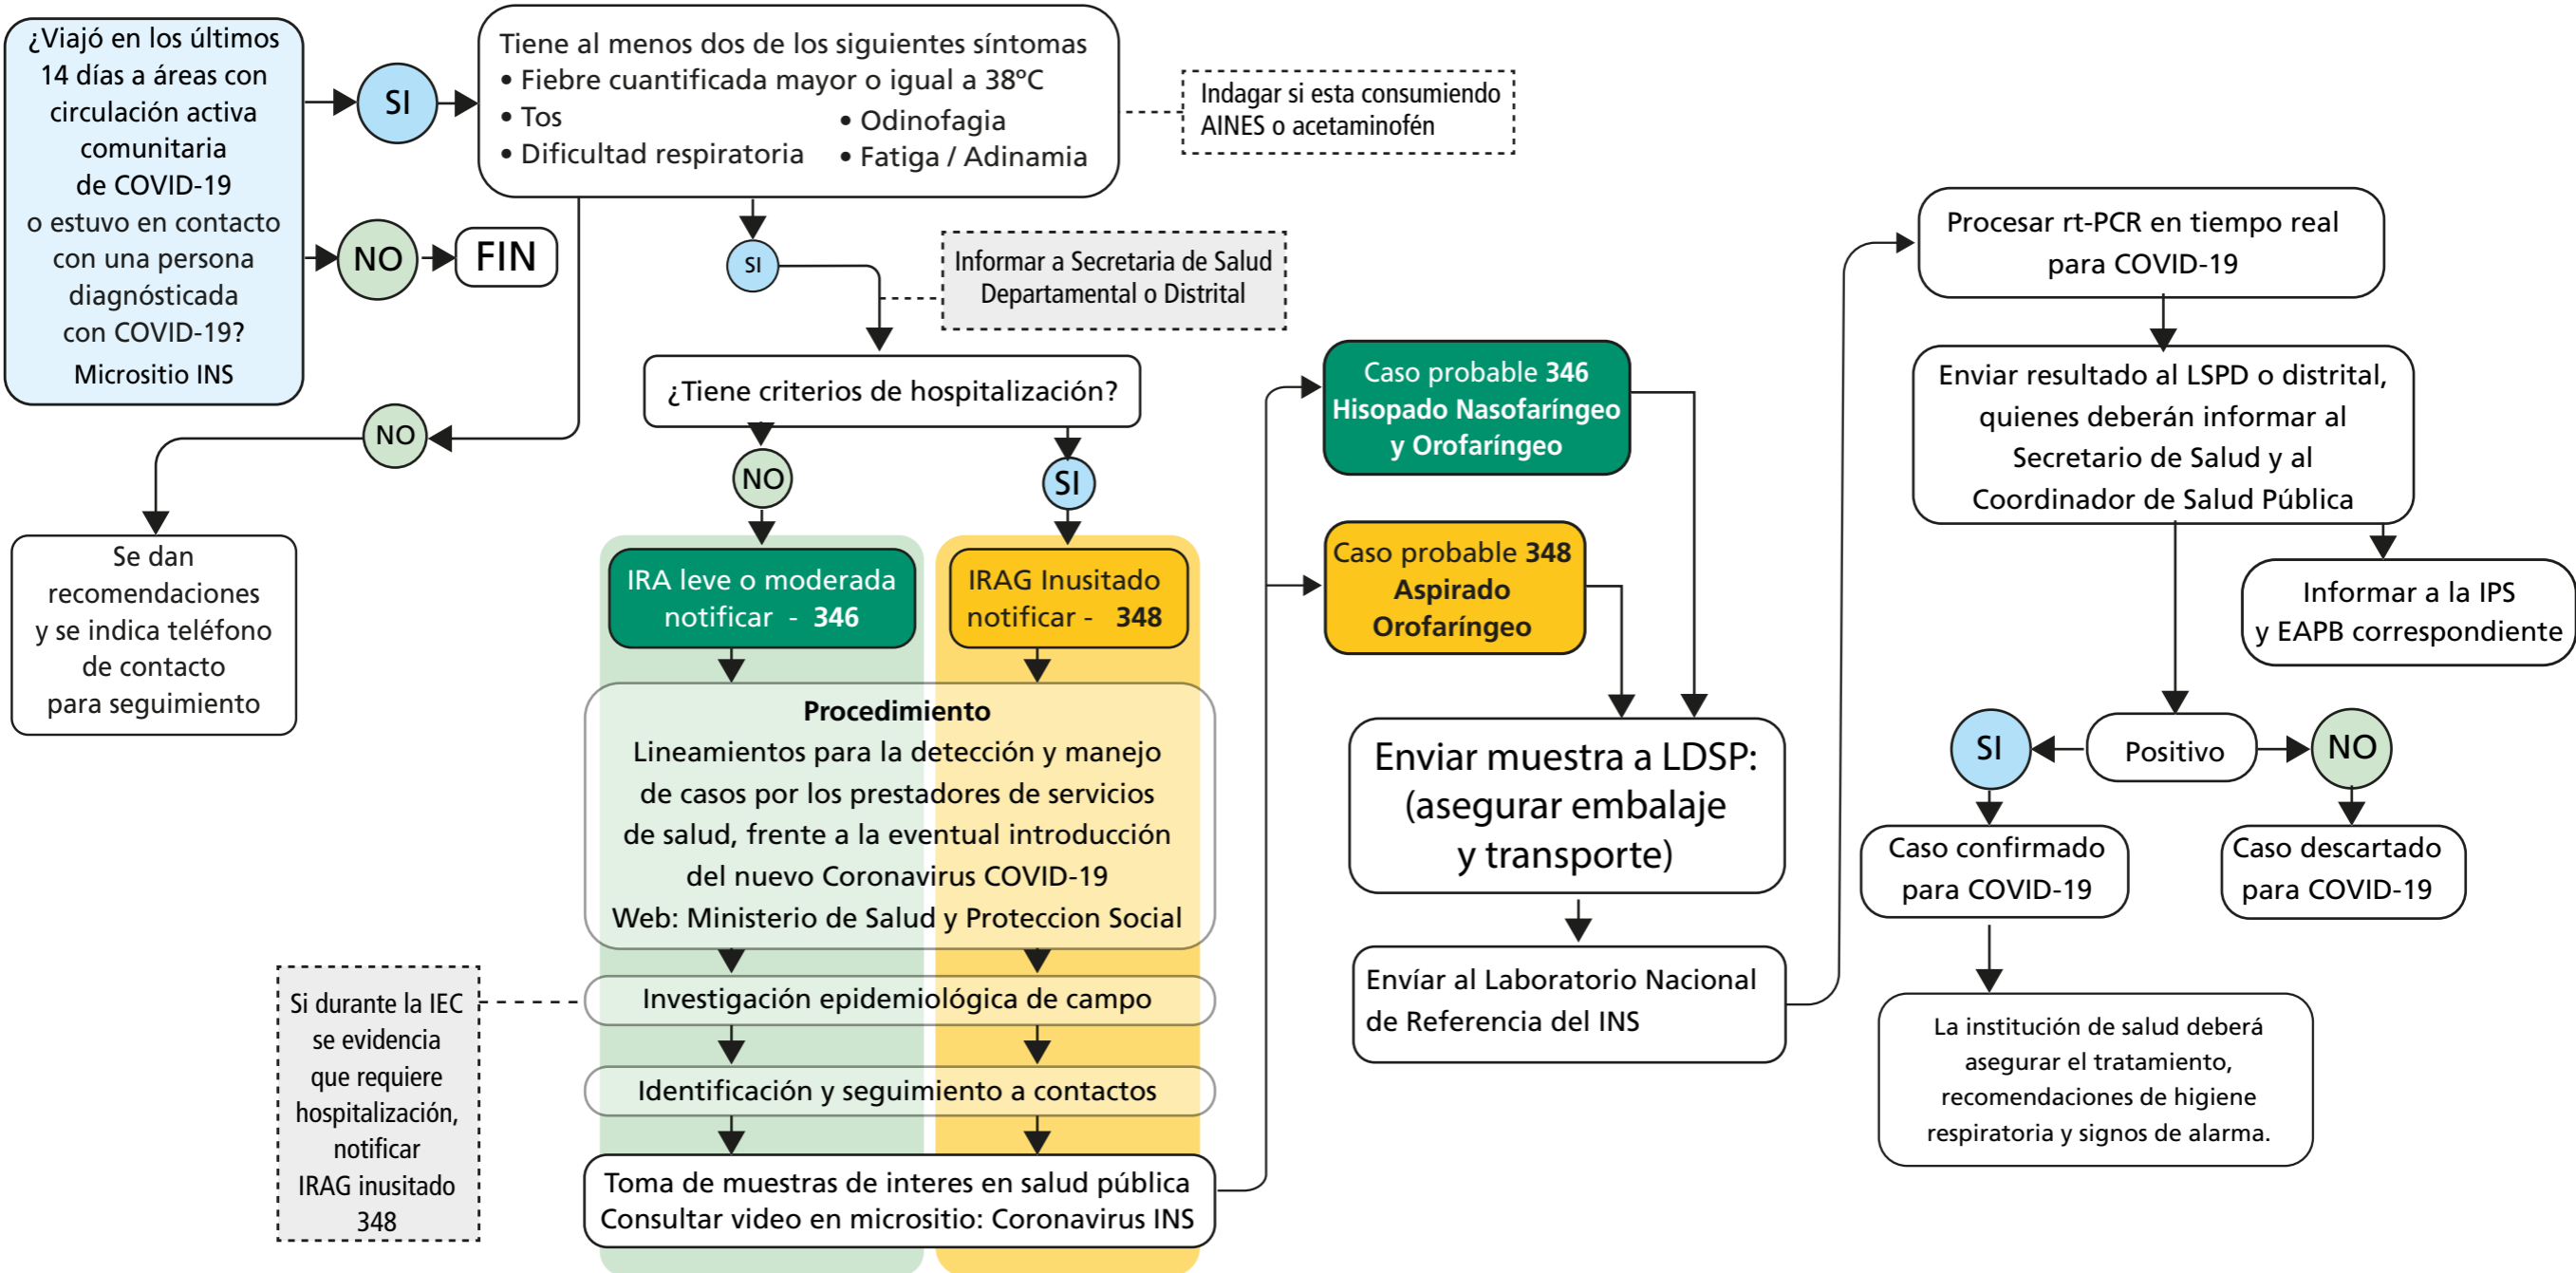 ¿Viajó en los últimos
14 días a áreas con
circulación activa
comunitaria
de COVID-19
o estuvo en contacto
con una persona
diagnósticada
con COVID-19?
Micrositio INS
SI
NO
FIN
Tiene al menos dos de los siguientes síntomas
• Fiebre cuantificada mayor o igual a 38ºC
• Tos
• Odinofagia
• Dificultad respiratoria
• Fatiga / Adinamia
Indagar si esta consumiendo
AINES o acetaminofén
NO
Se dan
recomendaciones
y se indica teléfono
de contacto
para seguimiento
SI
Informar a Secretaria de Salud
Departamental o Distrital
¿Tiene criterios de hospitalización?
NO
SI
IRA leve o moderada
notificar - 346
IRAG Inusitado
notificar - 348
Procedimiento
Lineamientos para la detección y manejo
de casos por los prestadores de servicios
de salud, frente a la eventual introducción
del nuevo Coronavirus COVID-19
Web: Ministerio de Salud y Proteccion Social
Investigación epidemiológica de campo
Si durante la IEC
se evidencia
que requiere
hospitalización,
notificar
IRAG inusitado
348
Identificación y seguimiento a contactos
Toma de muestras de interes en salud pública
Consultar video en micrositio: Coronavirus INS
Caso probable 346
Hisopado Nasofaríngeo
y Orofaríngeo
Caso probable 348
Aspirado
Orofaríngeo
Enviar muestra a LDSP:
(asegurar embalaje
y transporte)
Envíar al Laboratorio Nacional
de Referencia del INS
Procesar rt-PCR en tiempo real
para COVID-19
Enviar resultado al LSPD o distrital,
quienes deberán informar al
Secretario de Salud y al
Coordinador de Salud Pública
Informar a la IPS
y EAPB correspondiente
SI
Positivo
NO
Caso confirmado
para COVID-19
Caso descartado
para COVID-19
La institución de salud deberá
asegurar el tratamiento,
recomendaciones de higiene
respiratoria y signos de alarma.